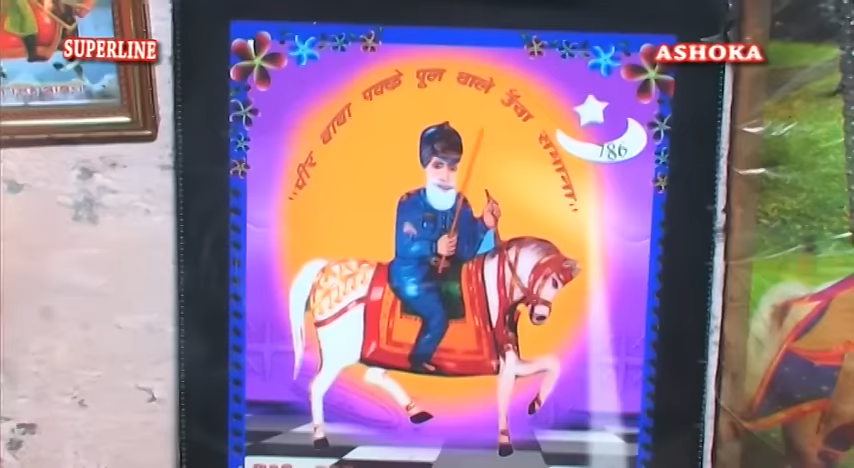 SUPERLINE
ASHOKA
"पीर बाबा पक्के पुल वाले ऊँचा समाना"
786